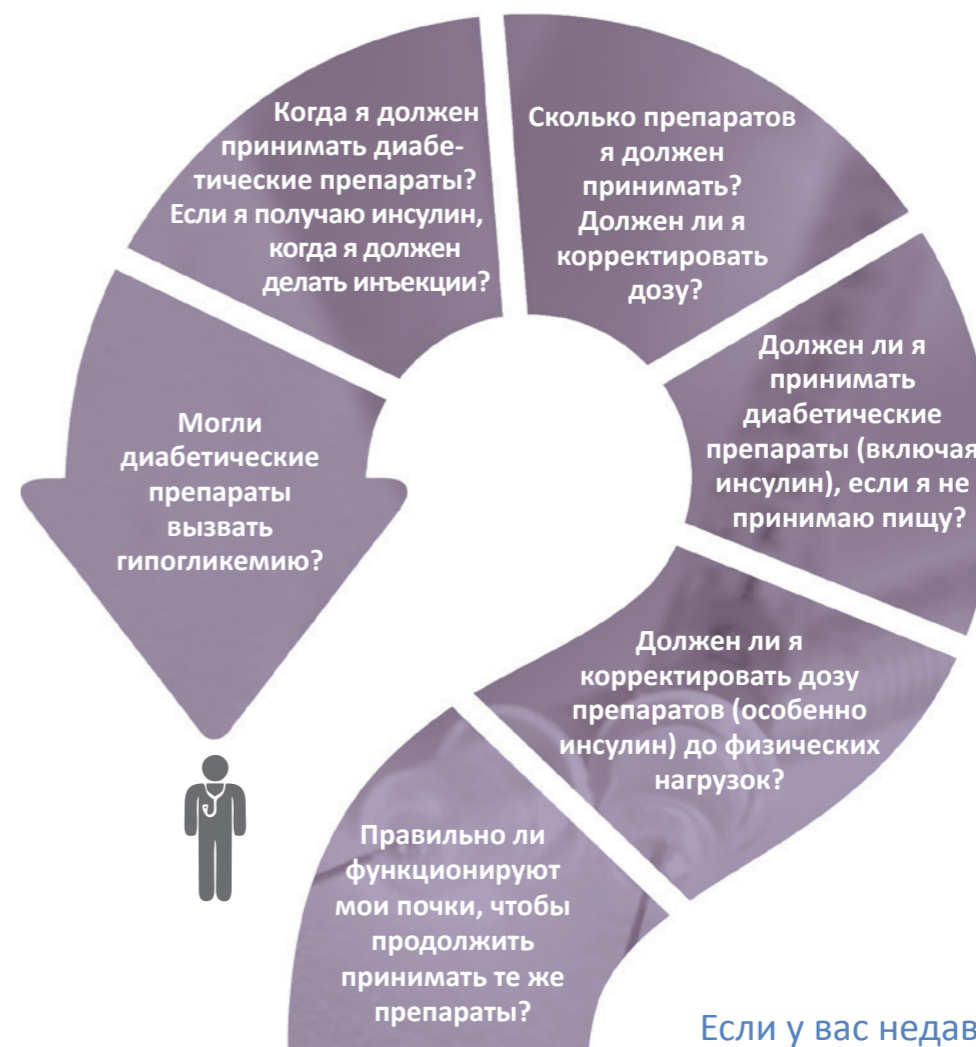 Когда я должен
принимать диабе-
тические препараты?
Если я получаю инсулин,
когда я должен
делать инъекции?
Сколько препаратов
я должен
принимать?
Должен ли я
корректировать
дозу?
Должен ли я
принимать
диабетические
препараты (включая
инсулин), если я не
принимаю пищу?
Могли
диабетические
препараты
вызвать
гипогликемию?
Должен ли я
корректировать дозу
препаратов (особенно
инсулин) до физических
нагрузок?
Правильно ли
функционируют
мои почки, чтобы
продолжить
принимать те же
препараты?
Если у вас недав